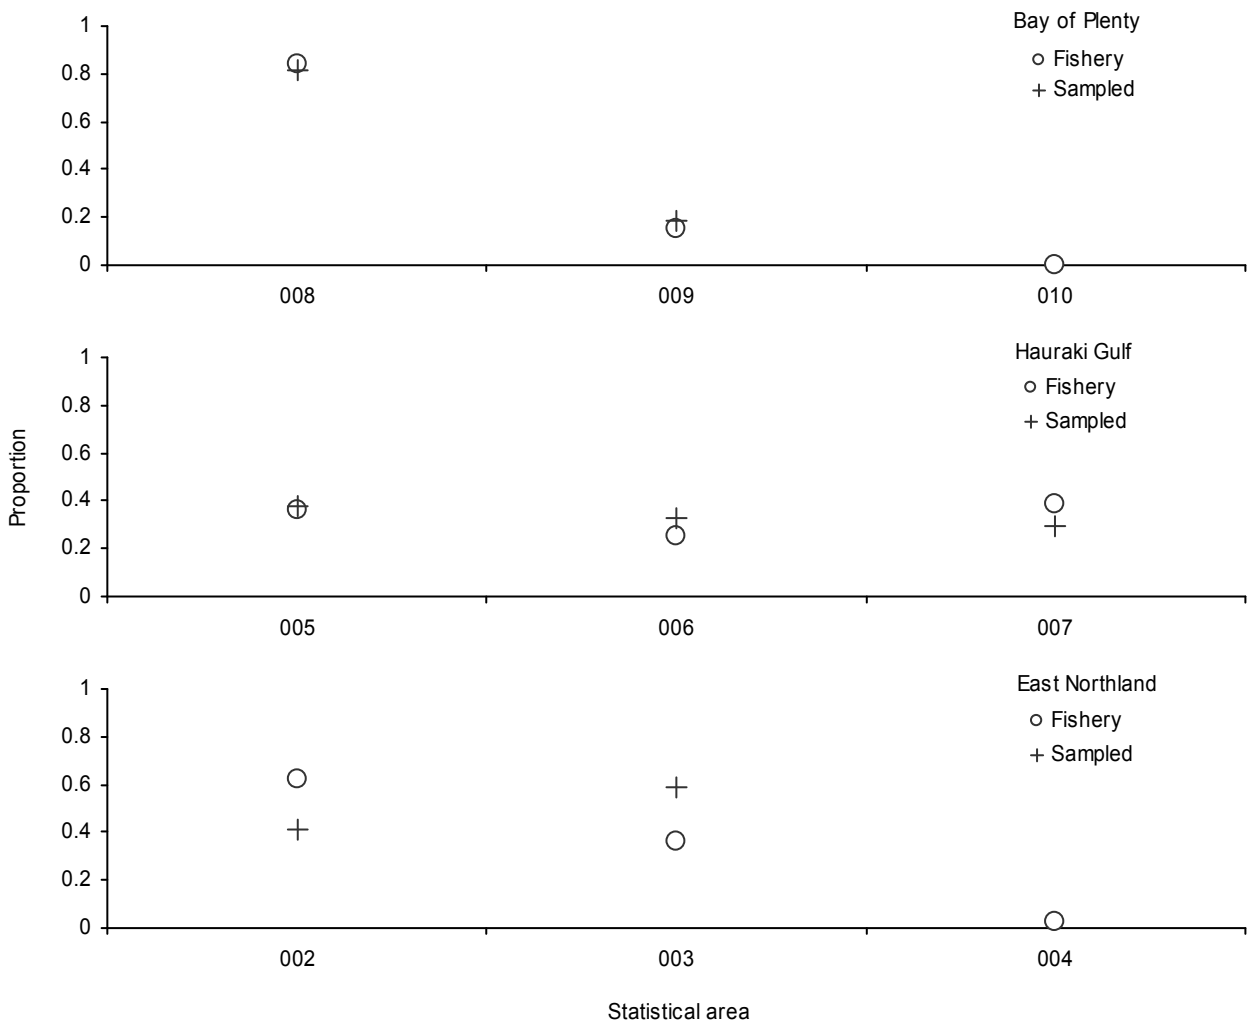 Bay of Plenty
Fishery
Sampled
1
0.8
0.6
0.4
0.2
0
008 009 010
Hauraki Gulf
Fishery
Sampled
1
0.8
0.6
0.4
0.2
0
005 006 007
East Northland
Fishery
Sampled
1
0.8
0.6
0.4
0.2
0
002 003 004
Proportion
Statistical area